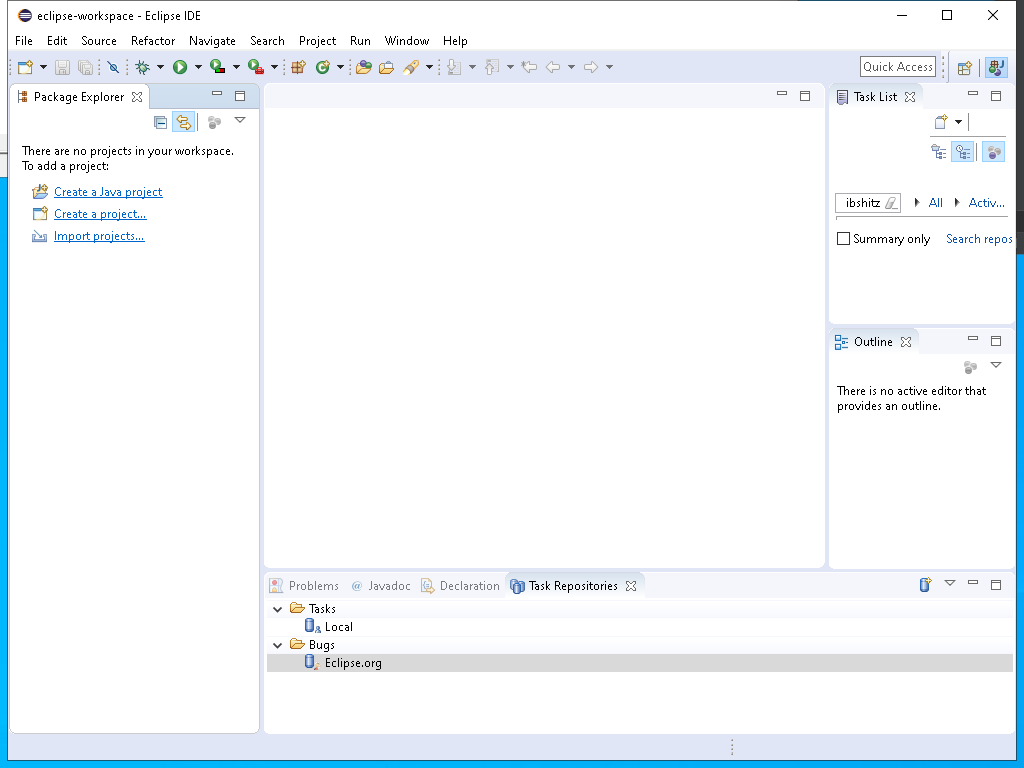 eclipse-workspace - Eclipse IDE
File Edit Source Refactor Navigate Search Project Run Window Help
Quick Access
Package Explorer
There are no projects in your workspace.
To add a project:
Create a Java project
Create a project...
Import projects...
Task List
ibshitz All Activ...
Summary only Search repos
Outline
There is no active editor that
provides an outline.
Problems @ Javadoc Declaration Task Repositories
Tasks
Local
Bugs
Eclipse.org